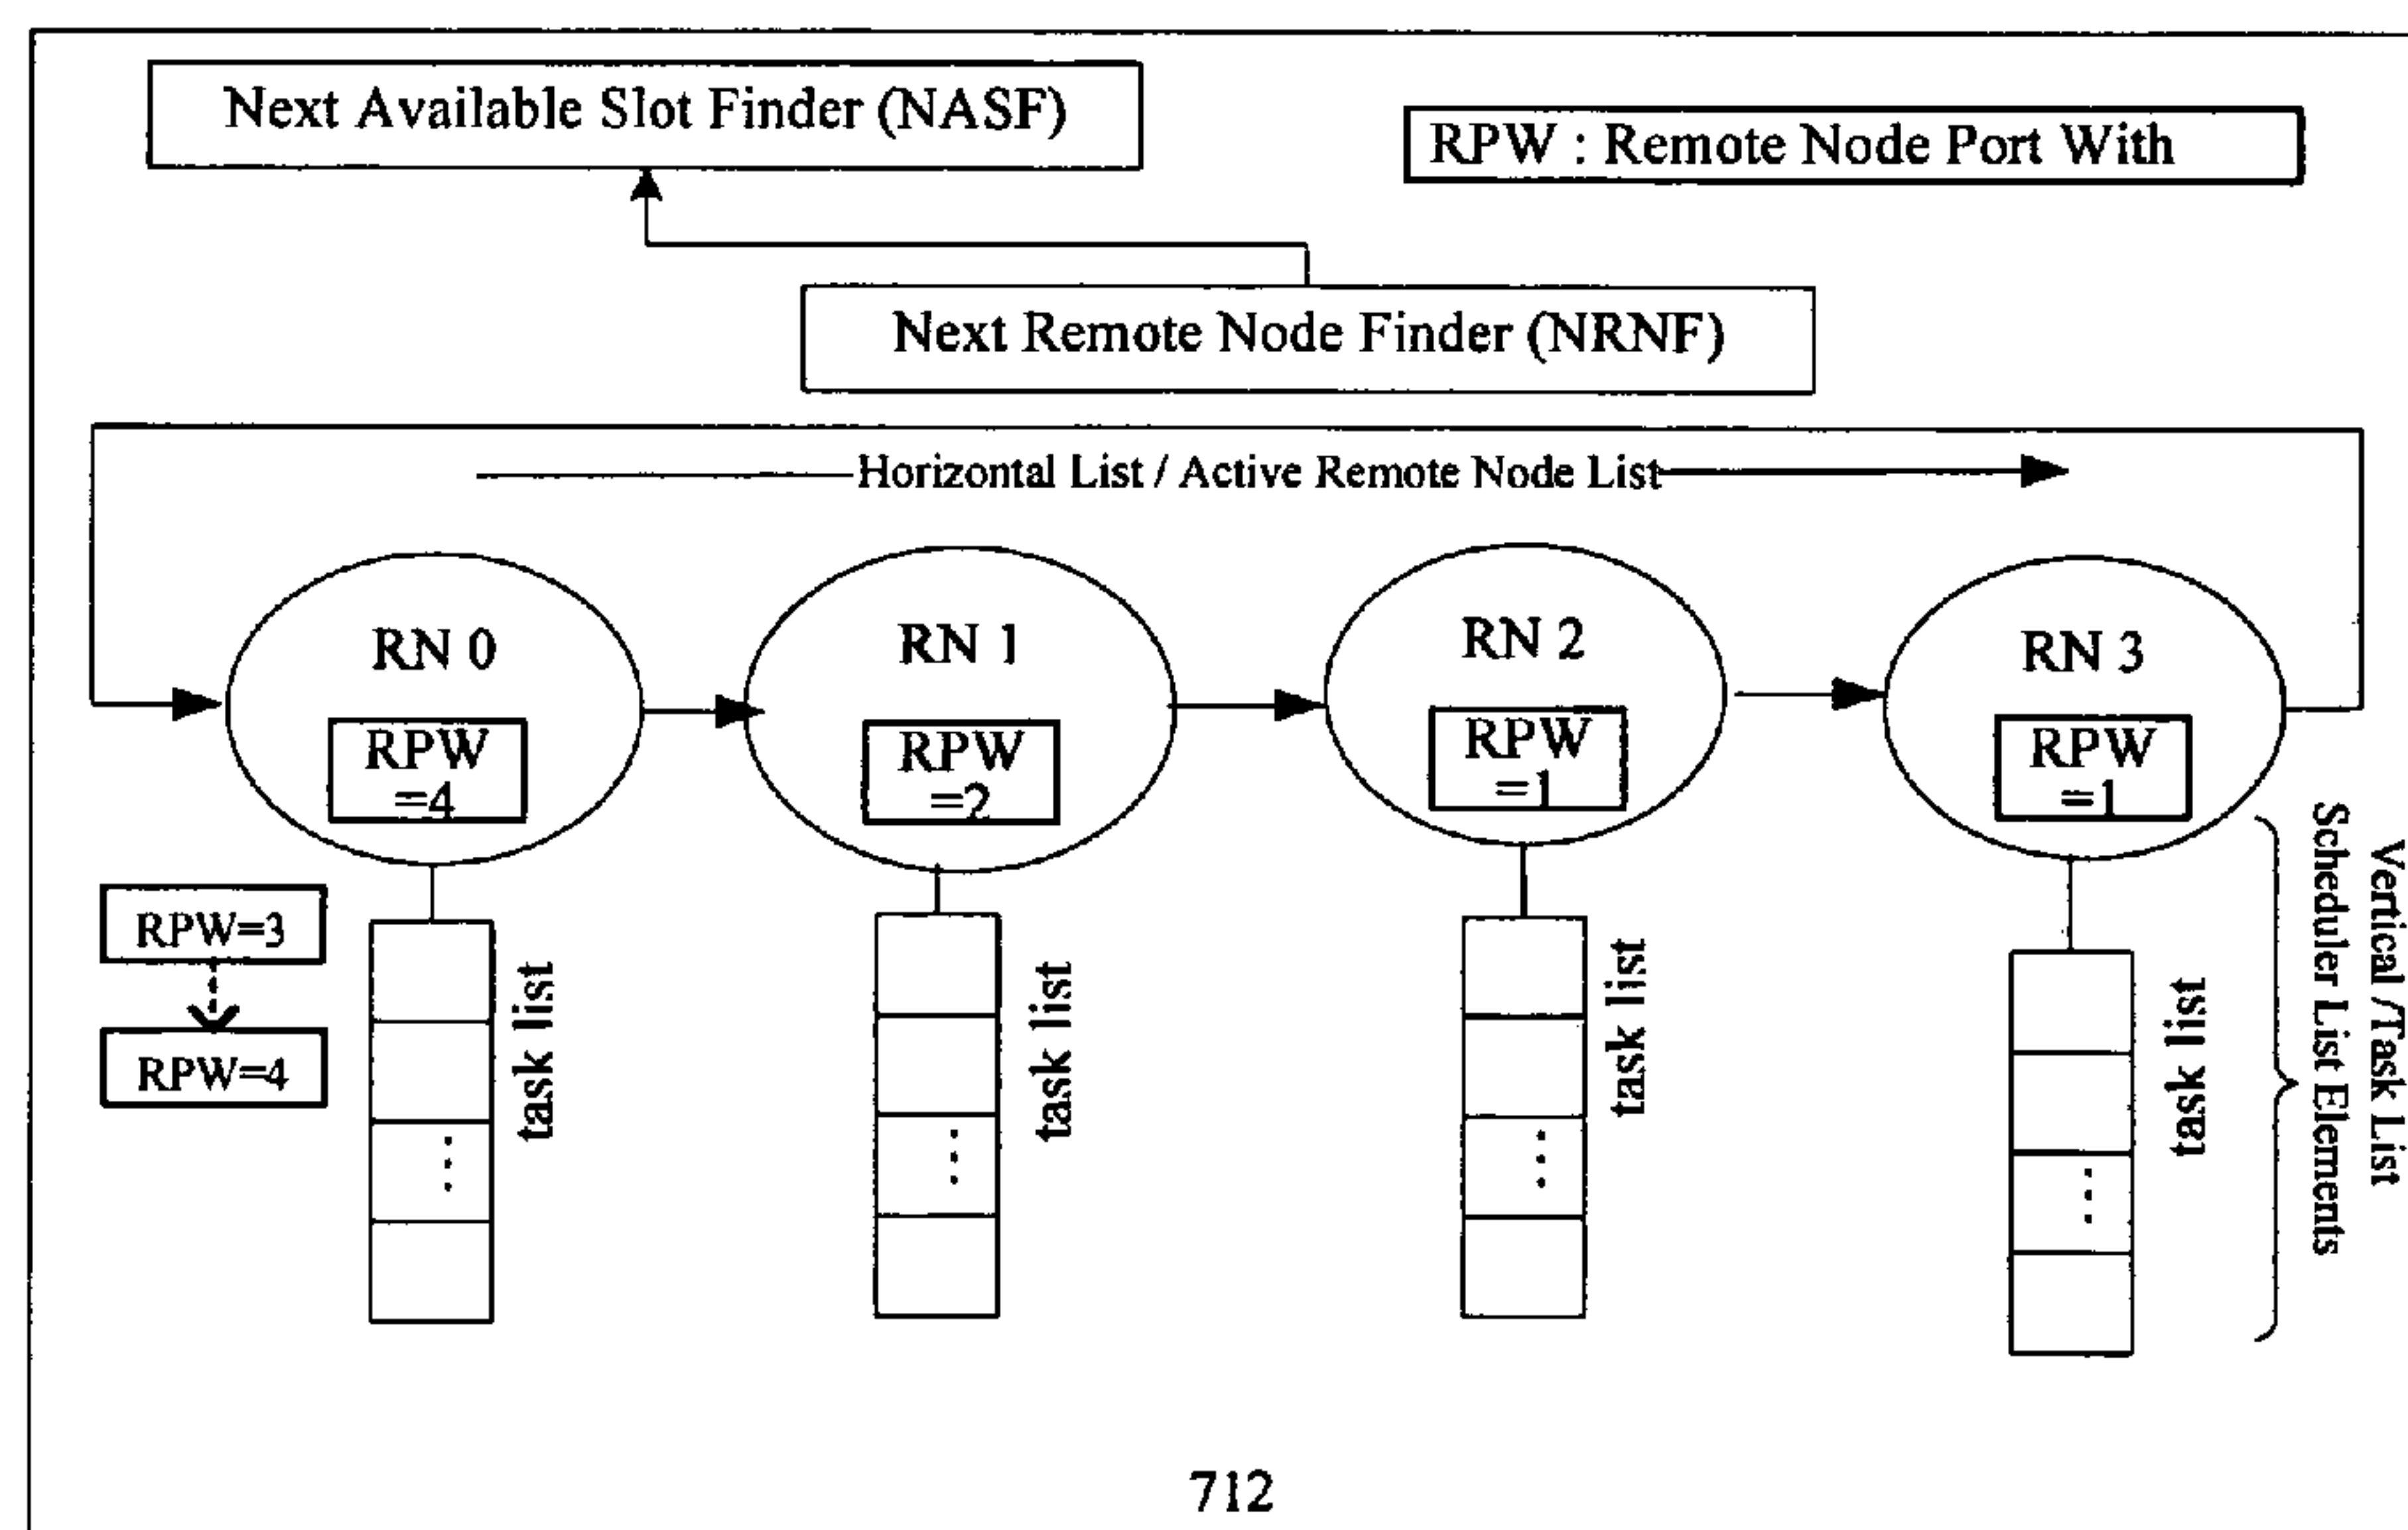 Next Available Slot Finder (NASF)
RPW : Remote Node Port With
Next Remote Node Finder (NRNF)
Horizontal List / Active Remote Node List
RN 0
RPW
=4
RN 1
RPW
=2
RN 2
RPW
=1
RN 3
RPW
=1
RPW=3
RPW=4
task list
task list
task list
task list
Vertical /Task List
Scheduler List Elements
712